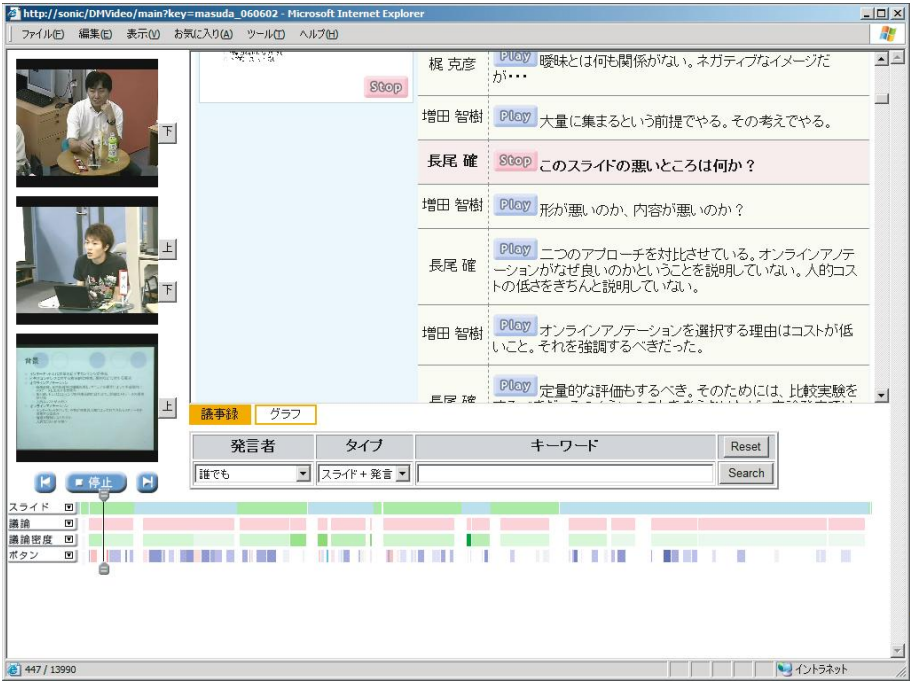 http://sonic/DMVideo/main?key=masuda_060602 - Microsoft Internet Explorer
ファイル(F) 編集(E) 表示(V) お気に入り(A) ツール(T) ヘルプ(H)
下
上
下
背景
上
停止
Stop
梶 克彦 Play 曖昧とは何も関係がない。ネガティブなイメージだ
が・・・
増田 智樹 Play 大量に集まるという前提でやる。その考えでやる。
長尾 確 Stop このスライドの悪いところは何か？
増田 智樹 Play 形が悪いのか、内容が悪いのか？
長尾 確 Play 二つのアプローチを対比させている。オンラインアノテ
ーションがなぜ良いのかということを説明していない。人的コス
トの低さをきちんと説明していない。
増田 智樹 Play オンラインアノテーションを選択する理由はコストが低
いこと。それを強調するべきだった。
長尾 確 Play 定量的な評価もするべき。そのためには、比較実験を
議事録 グラフ
発言者 タイプ キーワード Reset
誰でも スライド + 発言 Search
スライド
議論
議論密度
ボタン
447 / 13990 イントラネット